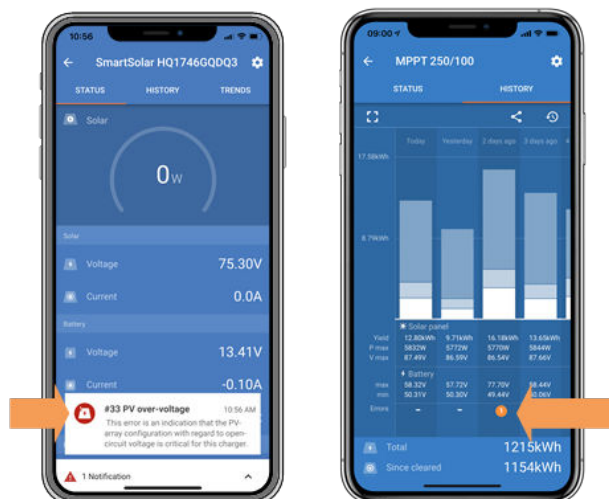 10:56
SmartSolar HQ1746GQDQ3
STATUS HISTORY TRENDS
Solar
0W
Solar
Voltage 75.30V
Current 0.0A
Battery
Voltage 13.41V
Current -0.10A
#33 PV over-voltage 10:56 AM
This error is an indication that the PV-
array configuration with regard to open-
circuit voltage is critical for this charger.
1 Notification
09:00
MPPT 250/100
STATUS HISTORY
Today Yesterday 2 days ago 3 days ago 4
17.58kWh
8.79kWh
Solar panel
Yield 12.80kWh 9.71kWh 16.18kWh 13.65kWh
P max 5832W 5772W 5770W 5844W
V max 87.49V 86.59V 86.54V 87.66V
Battery
max 58.32V 57.72V 77.70V 58.44V
min 50.31V 50.30V 49.44V 50.06V
Errors - - 1
Total 1215kWh
Since cleared 1154kWh